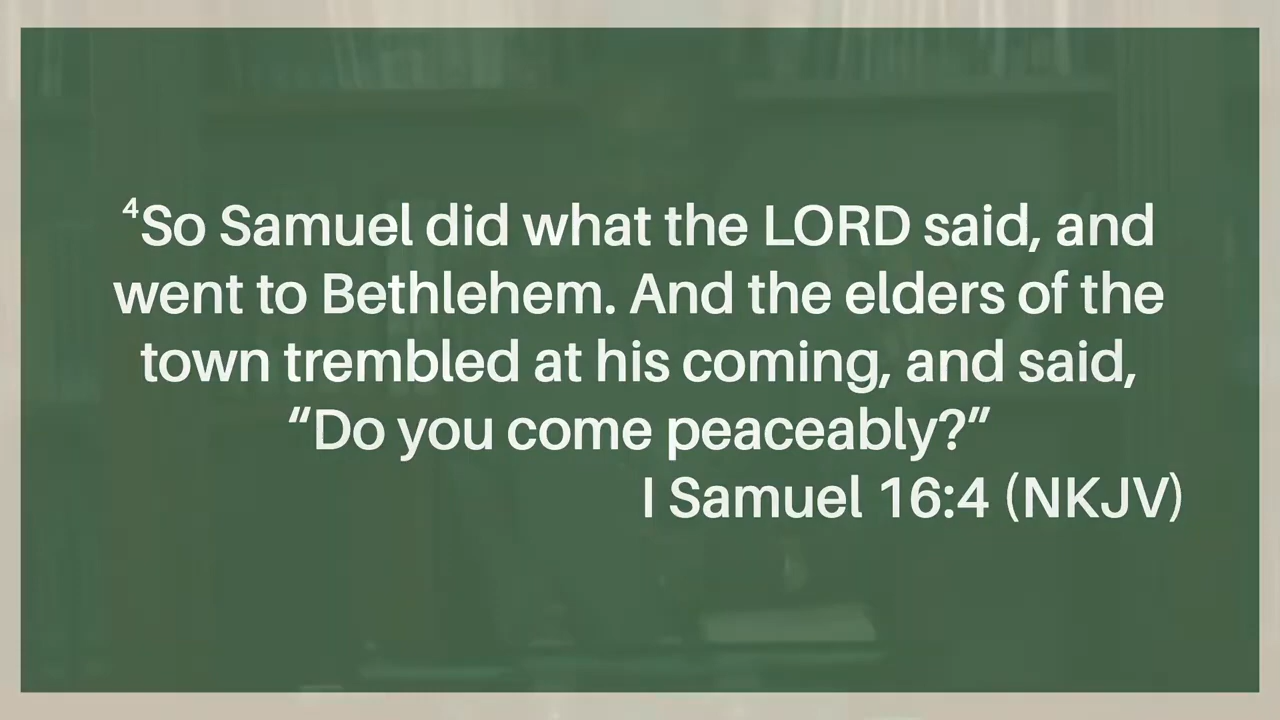 ⁴So Samuel did what the LORD said, and
went to Bethlehem. And the elders of the
town trembled at his coming, and said,
“Do you come peaceably?”
I Samuel 16:4 (NKJV)